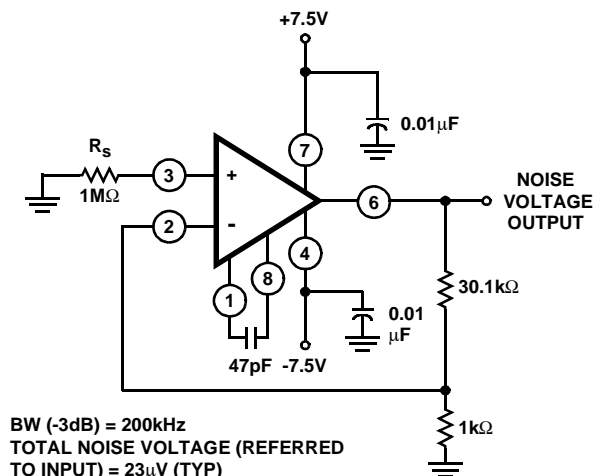 +7.5V
0.01μF
7
RS
1MΩ
3
+
2
-
6
NOISE
VOLTAGE
OUTPUT
4
8
1
30.1kΩ
0.01
μF
47pF
-7.5V
1kΩ
BW (-3dB) = 200kHz
TOTAL NOISE VOLTAGE (REFERRED
TO INPUT) = 23μV (TYP)